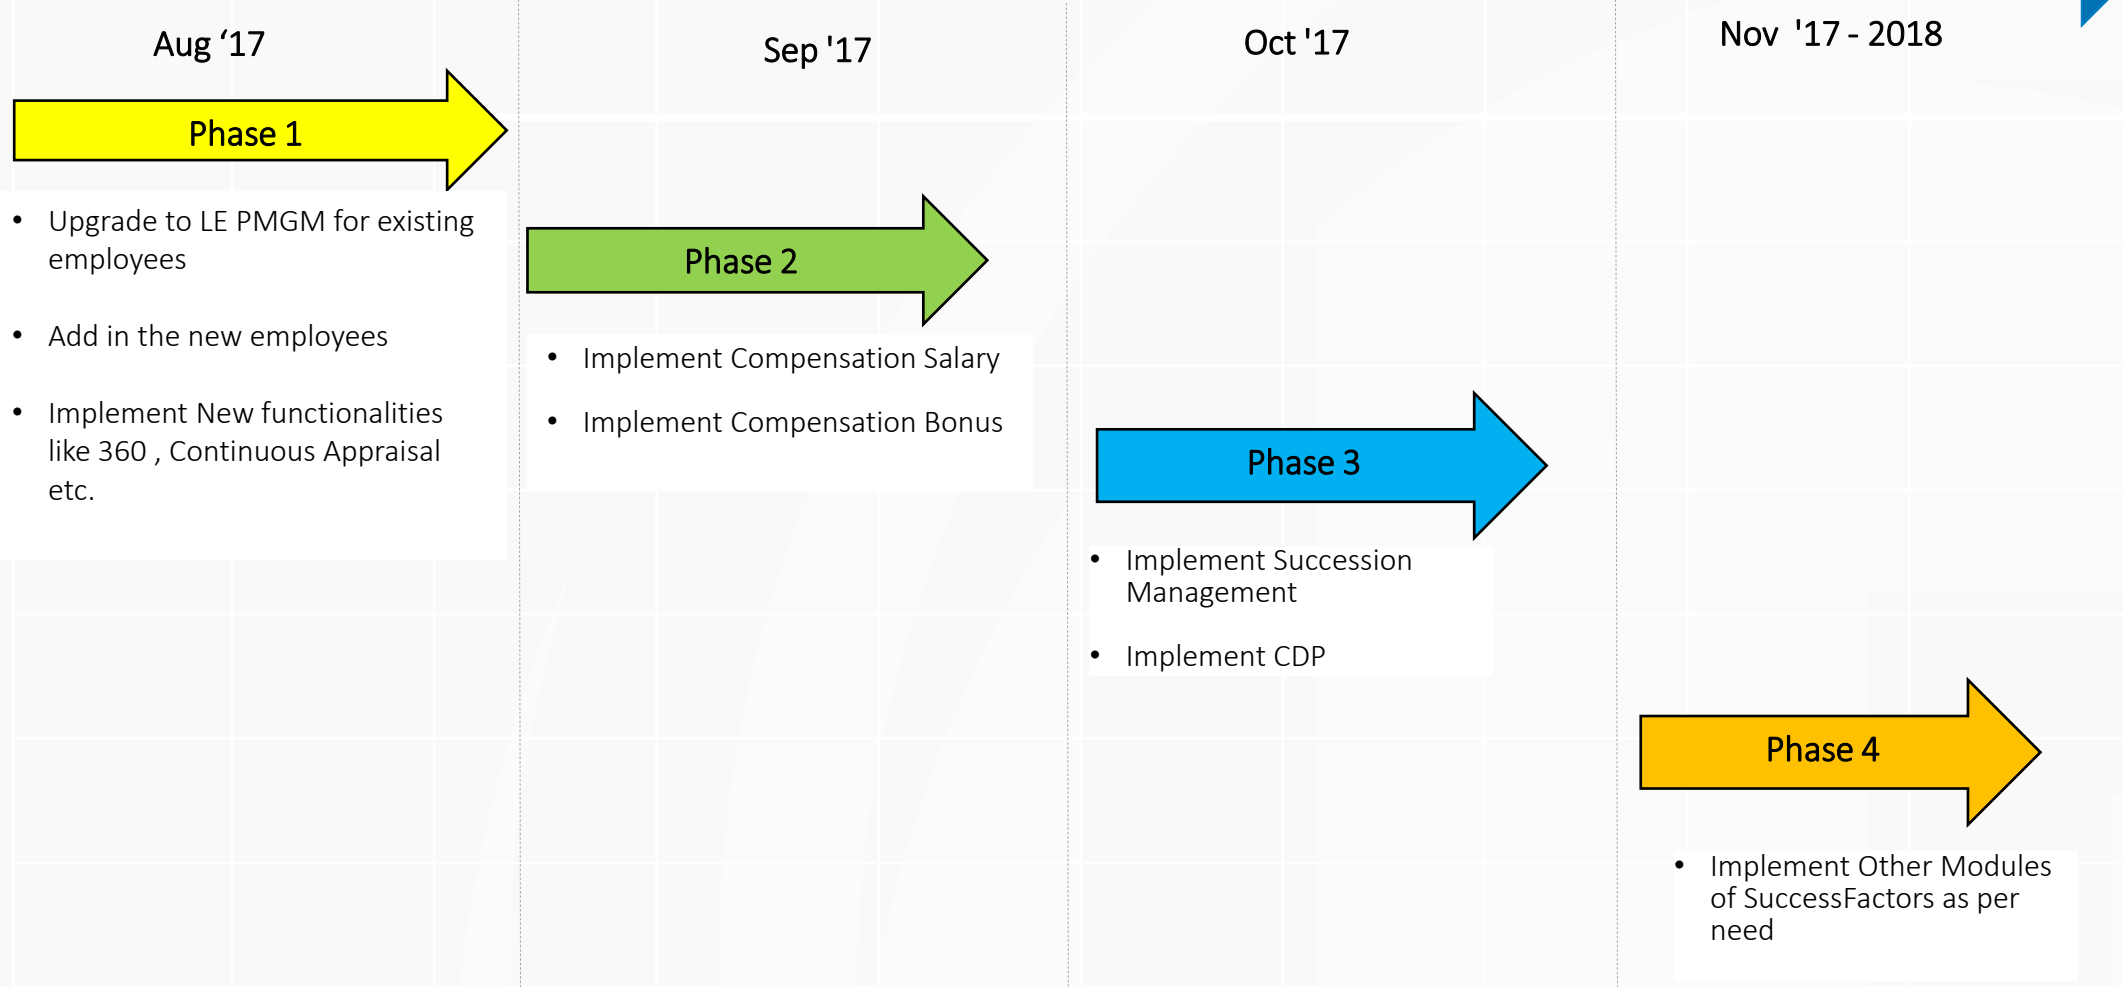 Aug ‘17
Sep '17
Oct '17
Nov '17 - 2018
Phase 1
• Upgrade to LE PMGM for existing
employees
• Add in the new employees
• Implement New functionalities
like 360 , Continuous Appraisal
etc.
Phase 2
• Implement Compensation Salary
• Implement Compensation Bonus
Phase 3
• Implement Succession
Management
• Implement CDP
Phase 4
• Implement Other Modules
of SuccessFactors as per
need